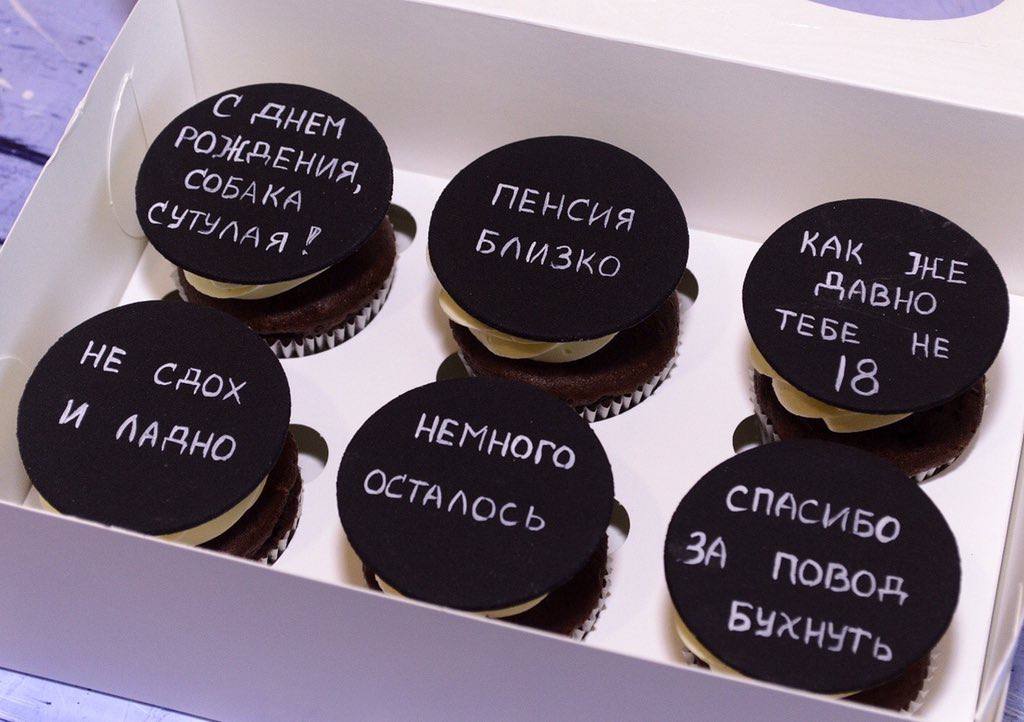 С ДНЕМ
РОЖДЕНИЯ,
СОБАКА
СУТУЛАЯ!
ПЕНСИЯ
БЛИЗКО
КАК ЖЕ
ДАВНО
ТЕБЕ НЕ
18
НЕ СДОХ
И ЛАДНО
НЕМНОГО
ОСТАЛОСЬ
СПАСИБО
ЗА ПОВОД
БУХНУТЬ